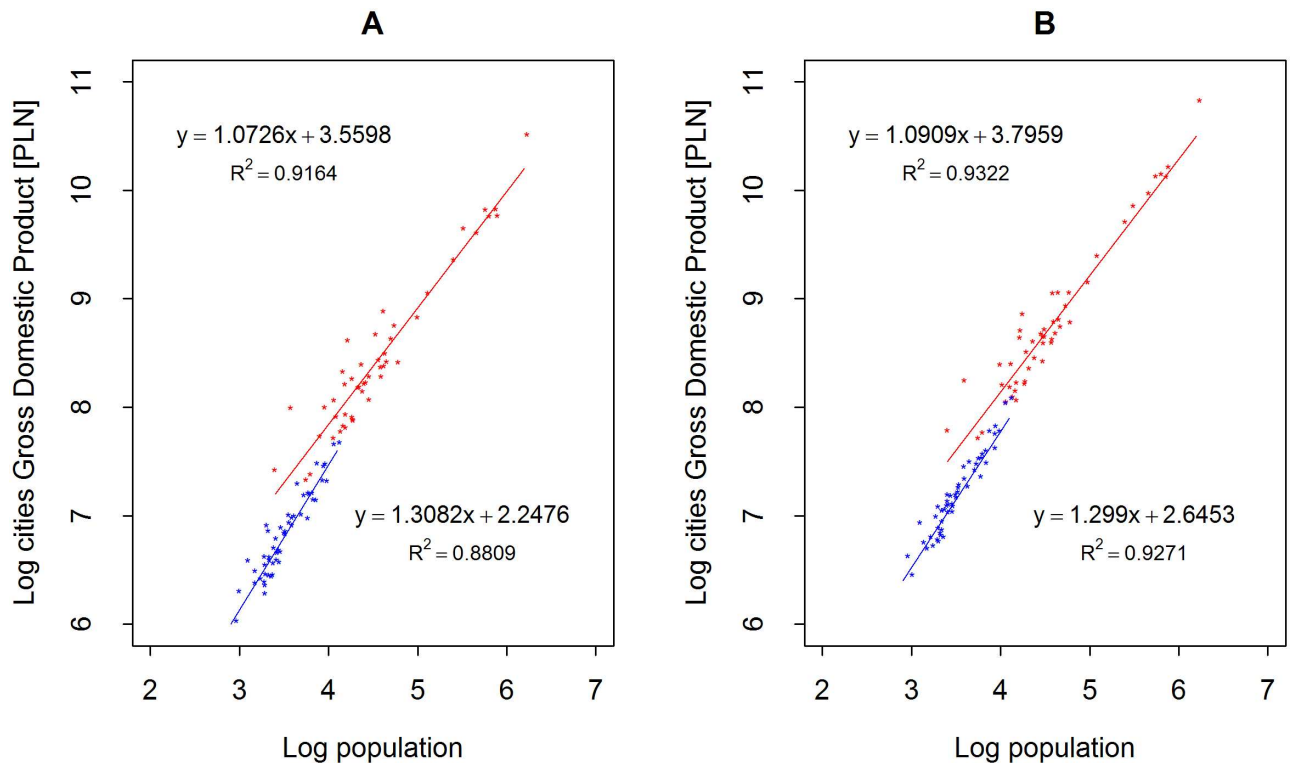 A
Log cities Gross Domestic Product [PLN]
11
10
9
8
7
6
y = 1.0726x + 3.5598
R² = 0.9164
y = 1.3082x + 2.2476
R² = 0.8809
2 3 4 5 6 7
Log population
B
Log cities Gross Domestic Product [PLN]
11
10
9
8
7
6
y = 1.0909x + 3.7959
R² = 0.9322
y = 1.299x + 2.6453
R² = 0.9271
2 3 4 5 6 7
Log population